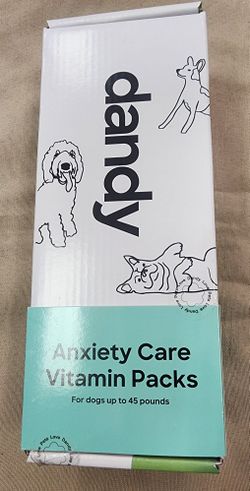 dandy
Anxiety Care
Vitamin Packs
For dogs up to 45 pounds